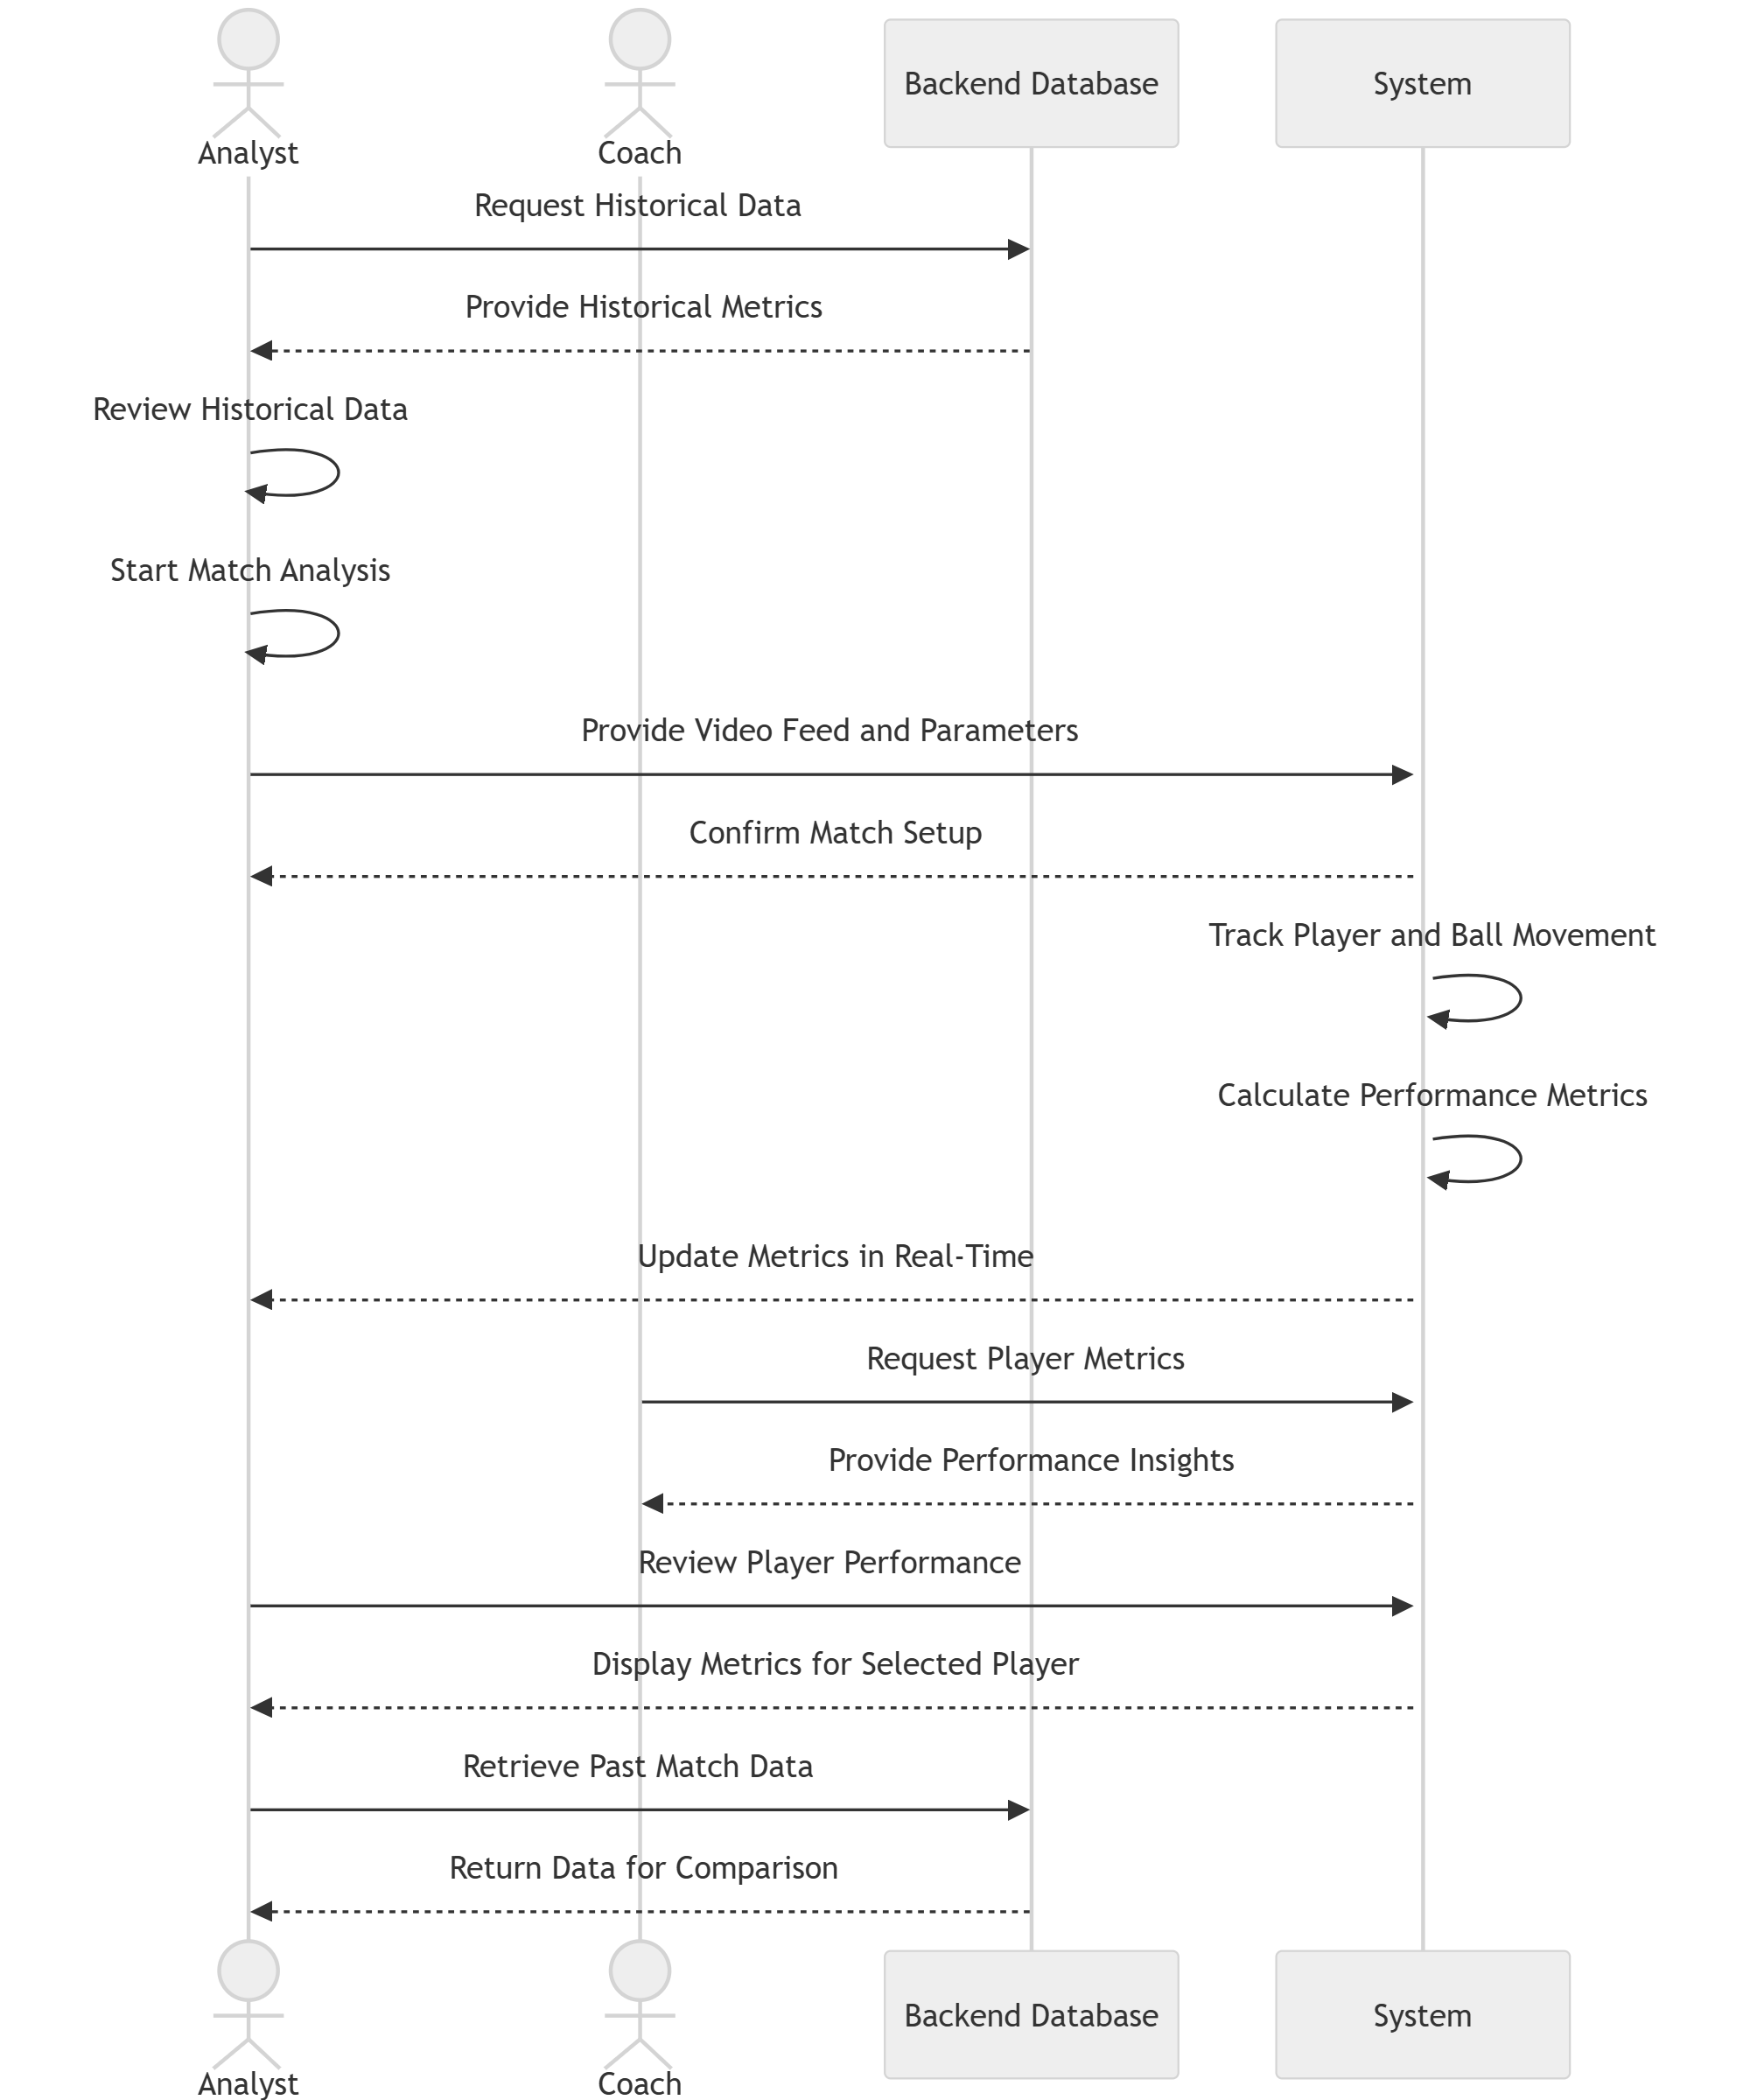 Analyst
Coach
Backend Database
System
Request Historical Data
Provide Historical Metrics
Review Historical Data
Start Match Analysis
Provide Video Feed and Parameters
Confirm Match Setup
Track Player and Ball Movement
Calculate Performance Metrics
Update Metrics in Real-Time
Request Player Metrics
Provide Performance Insights
Review Player Performance
Display Metrics for Selected Player
Retrieve Past Match Data
Return Data for Comparison
Analyst
Coach
Backend Database
System